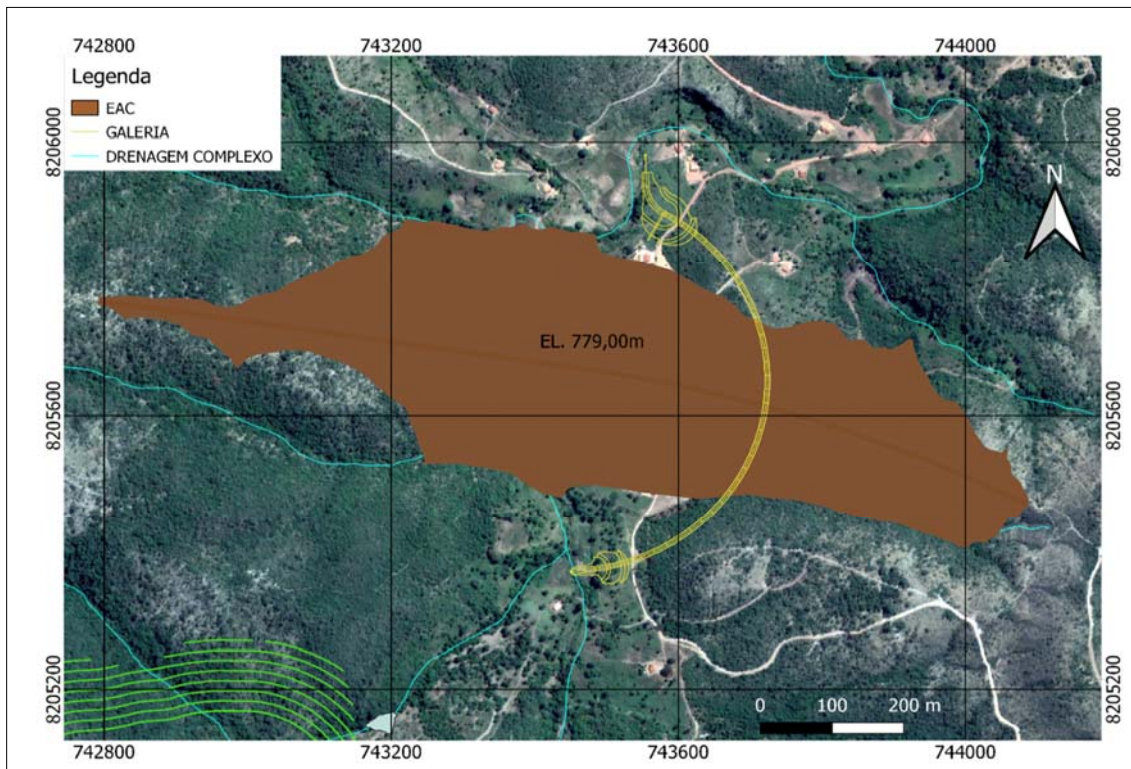 742800 743200 743600 744000
Legenda
EAC
GALERIA
DRENAGEM COMPLEXO
8206000 8206000
N
EL. 779,00m
8205600 8205600
8205200 8205200
0 100 200 m
742800 743200 743600 744000